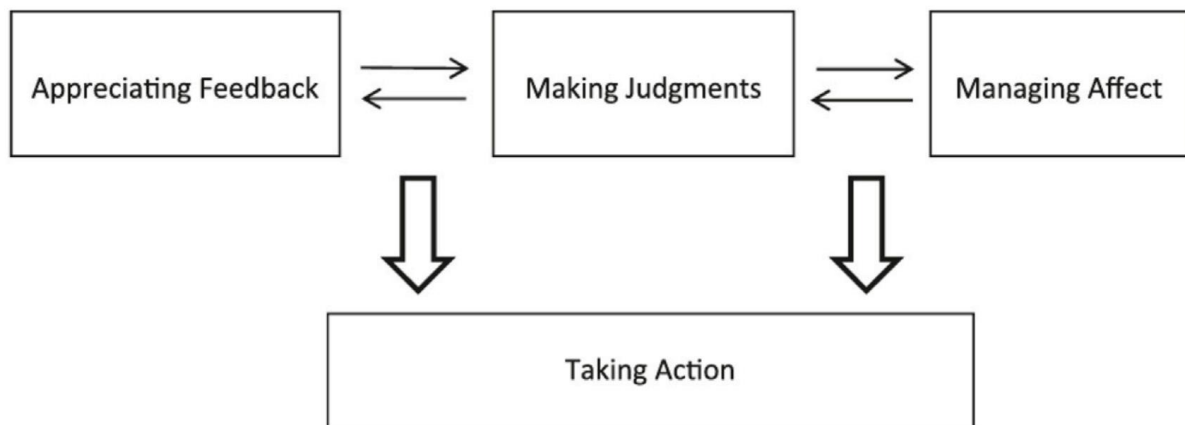 Appreciating Feedback
Making Judgments
Managing Affect
Taking Action